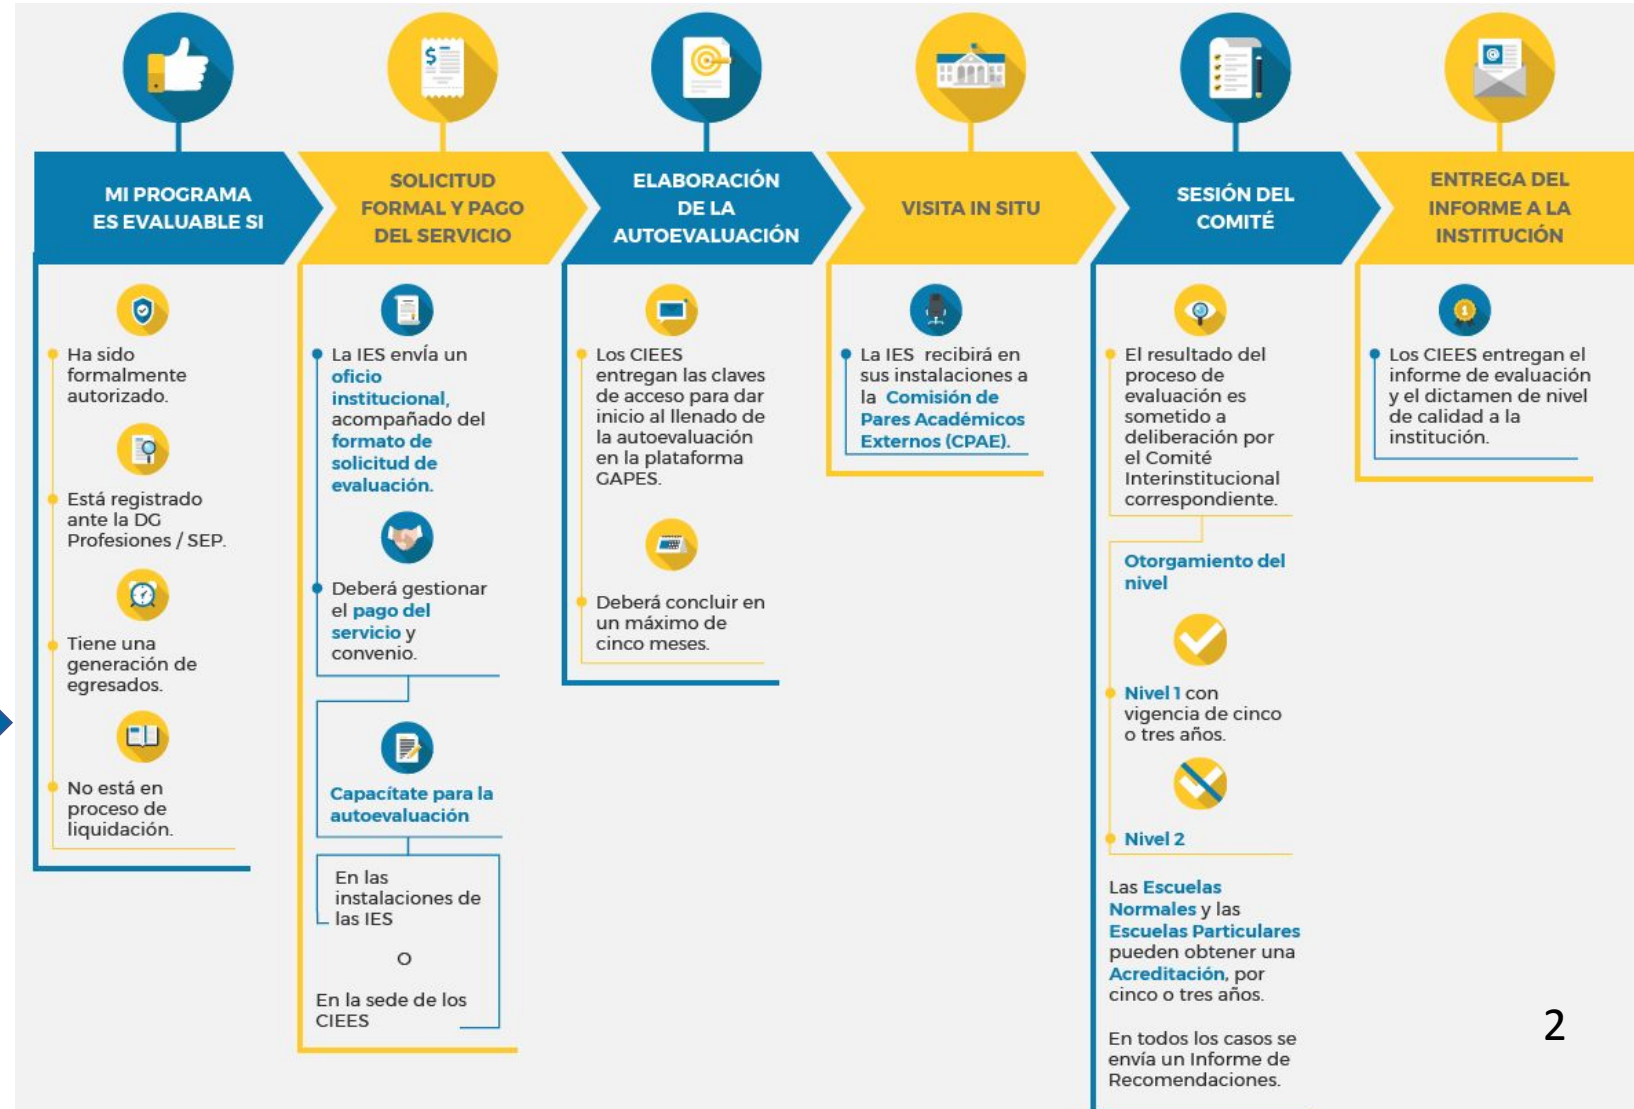 MI PROGRAMA
ES EVALUABLE SI
Ha sido
formalmente
autorizado.
Está registrado
ante la DG
Profesiones / SEP.
Tiene una
generación de
egresados.
No está en
proceso de
liquidación.
SOLICITUD
FORMAL Y PAGO
DEL SERVICIO
$
La IES envía un
oficio
institucional,
acompañado del
formato de
solicitud de
evaluación.
Deberá gestionar
el pago del
servicio y
convenio.
Capacítate para la
autoevaluación
En las
instalaciones de
las IES
O
En la sede de los
CIEES
ELABORACIÓN
DE LA
AUTOEVALUACIÓN
Los CIEES
entregan las claves
de acceso para dar
inicio al llenado de
la autoevaluación
en la plataforma
GAPES.
Deberá concluir en
un máximo de
cinco meses.
VISITA IN SITU
La IES recibirá en
sus instalaciones a
la Comisión de
Pares Académicos
Externos (CPAE).
SESIÓN DEL
COMITÉ
El resultado del
proceso de
evaluación es
sometido a
deliberación por
el Comité
Interinstitucional
correspondiente.
Otorgamiento del
nivel
Nivel 1 con
vigencia de cinco
o tres años.
Nivel 2
Las Escuelas
Normales y las
Escuelas Particulares
pueden obtener una
Acreditación, por
cinco o tres años.
En todos los casos se
envía un Informe de
Recomendaciones.
ENTREGA DEL
INFORME A LA
INSTITUCIÓN
1
Los CIEES entregan el
informe de evaluación
y el dictamen de nivel
de calidad a la
institución.
2